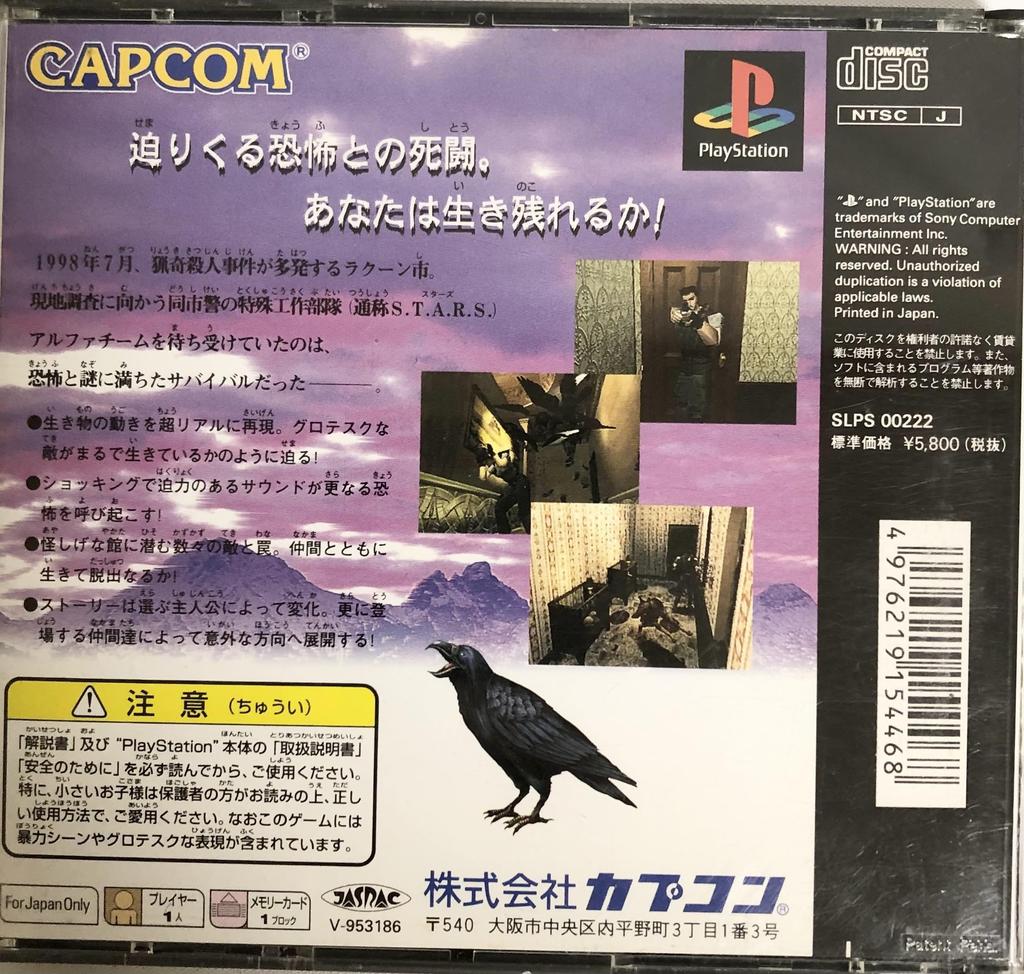 CAPCOM®
迫りくる恐怖との死闘。
あなたは生き残れるか!
1998年7月、猟奇殺人事件が多発するラクーン市。
現地調査に向かう同市警の特殊工作部隊(通称S.T.A.R.S.)
アルファチームを待ち受けていたのは、
恐怖と謎に満ちたサバイバルだった———。
●生き物の動きを超リアルに再現。グロテスクな
敵がまるで生きているかのように迫る!
●ショッキングで迫力のあるサウンドが更なる恐
怖を呼び起こす!
●怪しげな館に潜む数々の敵と罠。仲間とともに
生きて脱出なるか!
●ストーリーは選ぶ主人公によって変化。更に登
場する仲間達によって意外な方向へ展開する!
注意(ちゅうい)
「解説書」及び“PlayStation”本体の「取扱説明書」
「安全のために」を必ず読んでから、ご使用ください。
特に、小さいお子様は保護者の方がお読みの上、正し
い使用方法で、ご愛用ください。なおこのゲームには
暴力シーンやグロテスクな表現が含まれています。
For Japan Only
プレイヤー
1人
メモリーカード
1ブロック
JASRAC
V-953186
株式会社カプコン®
〒540 大阪市中央区内平野町3丁目1番3号
PlayStation
COMPACT
disc
NTSC J
"PS" and "PlayStation" are
trademarks of Sony Computer
Entertainment Inc.
WARNING : All rights
reserved. Unauthorized
duplication is a violation of
applicable laws.
Printed in Japan.
このディスクを権利者の許諾なく賃貸
業に使用することを禁止します。また、
ソフトに含まれるプログラム等著作物
を無断で解析することを禁止します。
SLPS 00222
標準価格 ¥5,800(税抜)
4976219154468
Patent Pend.